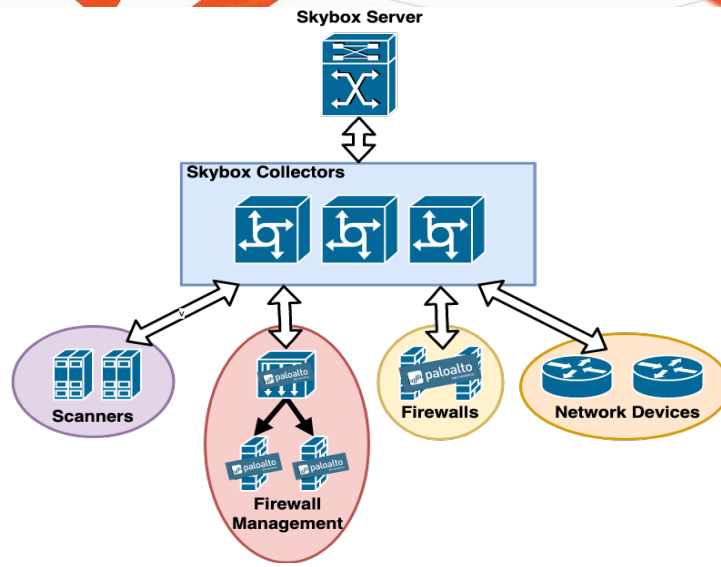 Skybox Server
Skybox Collectors
v
paloalto
paloalto
paloalto
paloalto
Scanners
Firewalls
Network Devices
Firewall
Management